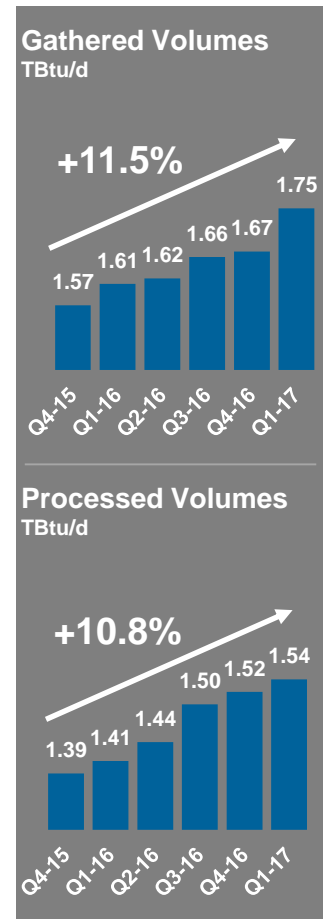 Gathered Volumes
TBtu/d
+11.5%
1.57
1.61
1.62
1.66
1.67
1.75
Q4-15
Q1-16
Q2-16
Q3-16
Q4-16
Q1-17
Processed Volumes
TBtu/d
+10.8%
1.39
1.41
1.44
1.50
1.52
1.54
Q4-15
Q1-16
Q2-16
Q3-16
Q4-16
Q1-17